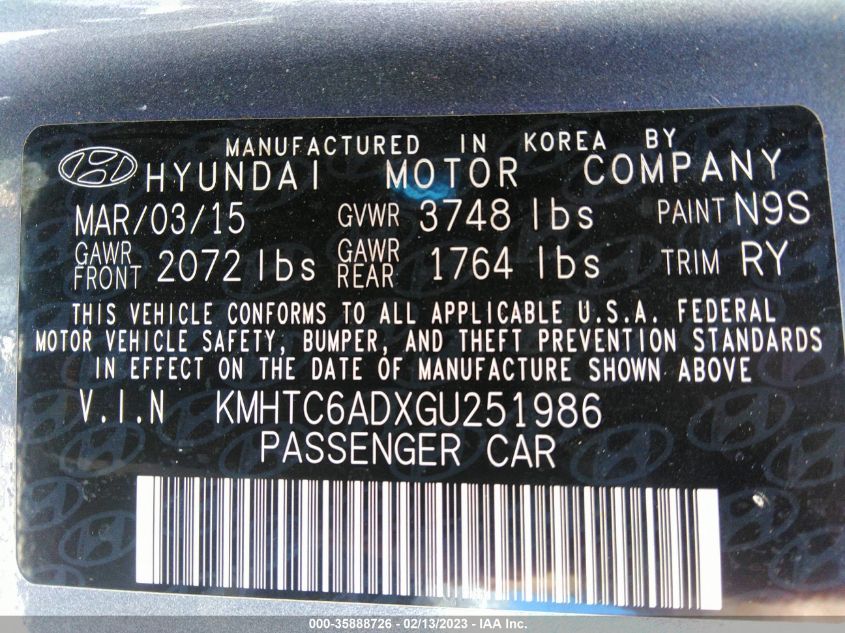 MANUFACTURED IN KOREA BY
HYUNDAI MOTOR COMPANY
MAR/03/15 GVWR 3748 lbs PAINT N9S
GAWR FRONT 2072 lbs GAWR REAR 1764 lbs TRIM RY
THIS VEHICLE CONFORMS TO ALL APPLICABLE U.S.A. FEDERAL
MOTOR VEHICLE SAFETY, BUMPER, AND THEFT PREVENTION STANDARDS
IN EFFECT ON THE DATE OF MANUFACTURE SHOWN ABOVE
V.I.N KMHTC6ADXGU251986
PASSENGER CAR
000-35888726 - 02/13/2023 - IAA Inc.